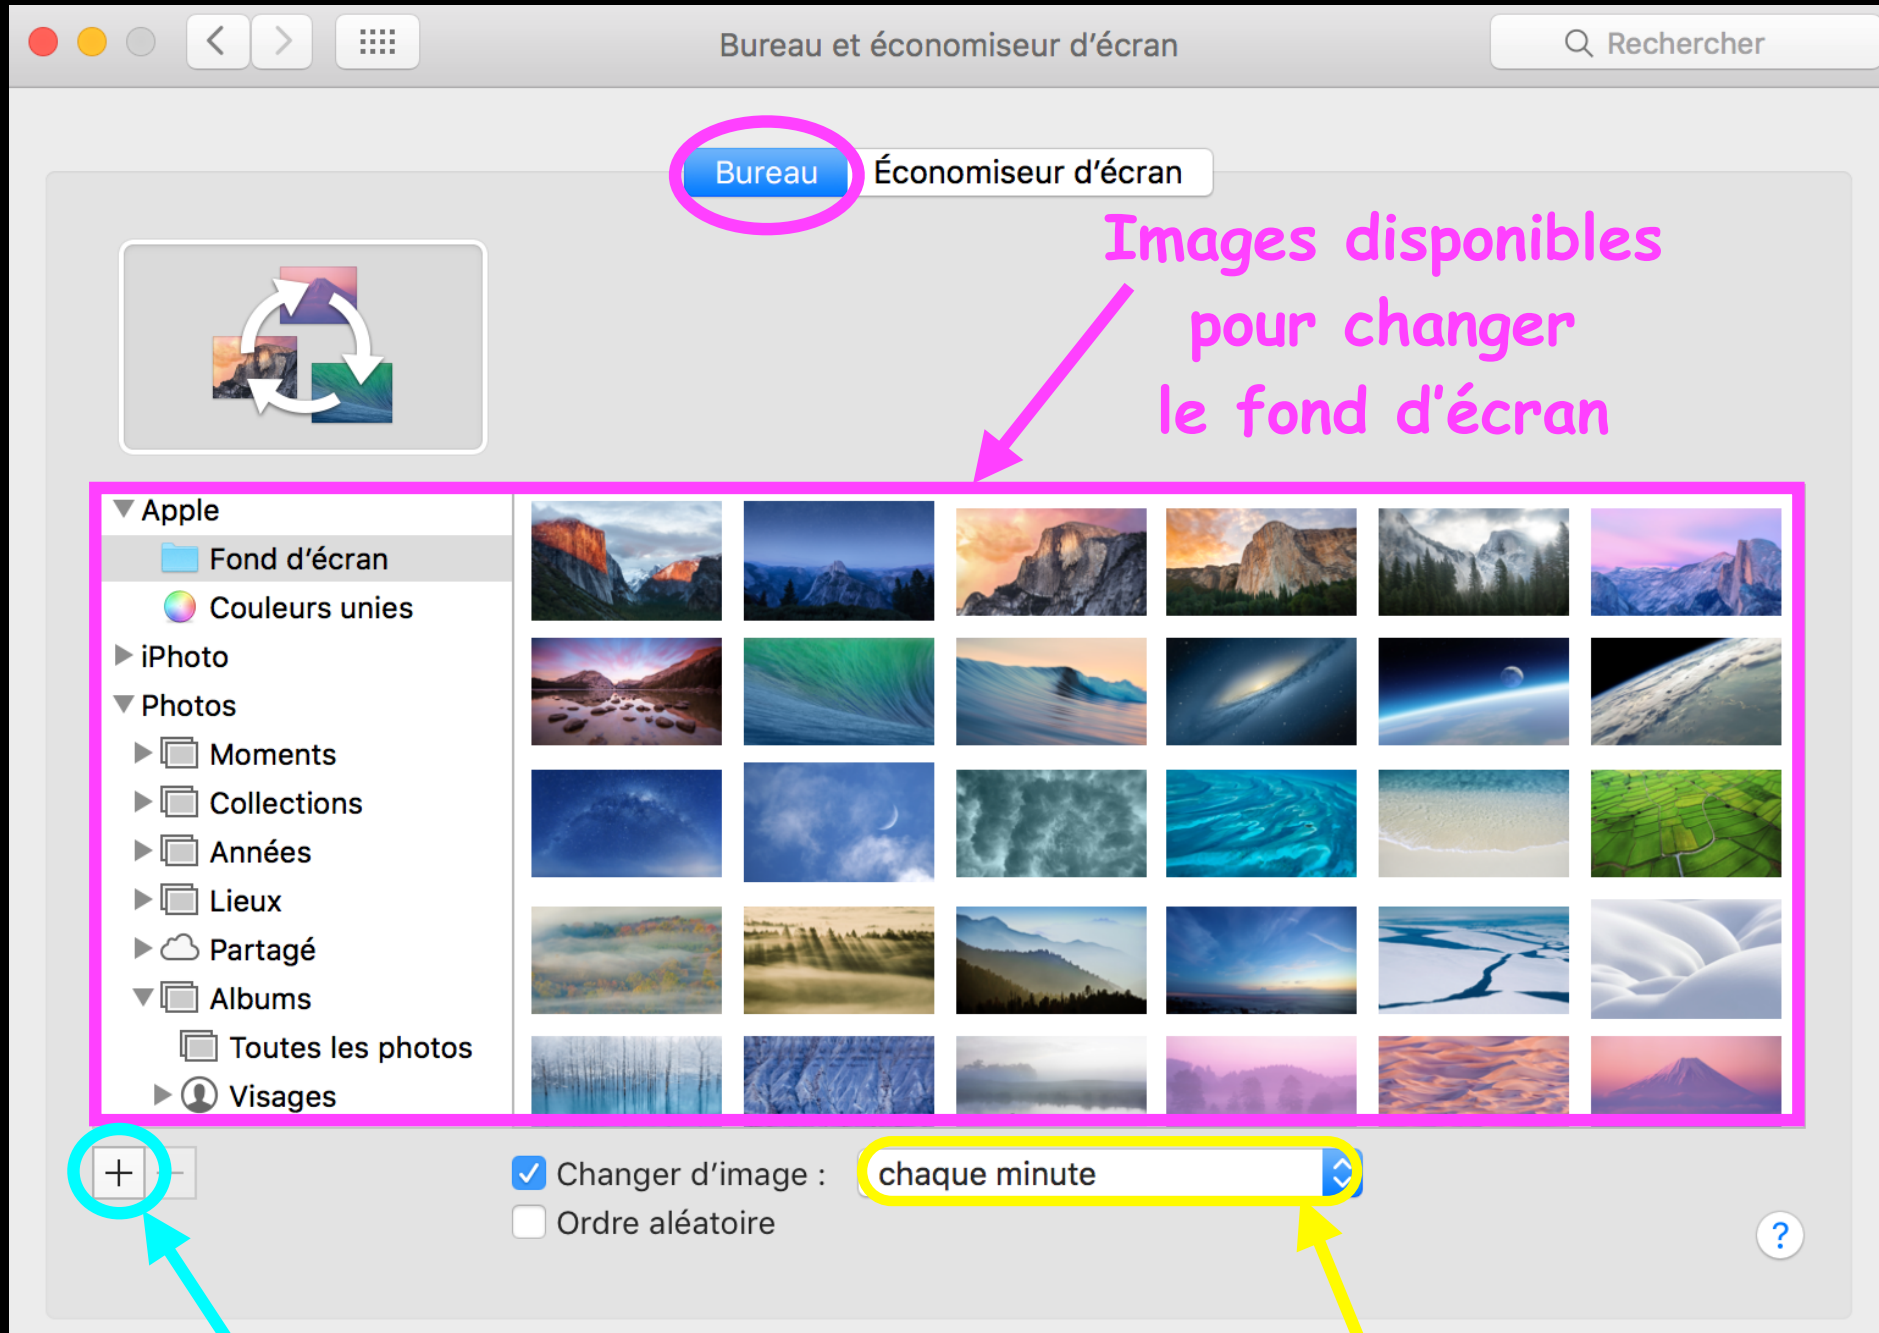 Bureau et économiseur d'écran
Rechercher
Bureau
Économiseur d'écran
Images disponibles
pour changer
le fond d'écran
Apple
Fond d'écran
Couleurs unies
iPhoto
Photos
Moments
Collections
Années
Lieux
Partagé
Albums
Toutes les photos
Visages
+ −
Changer d'image : chaque minute
Ordre aléatoire
?